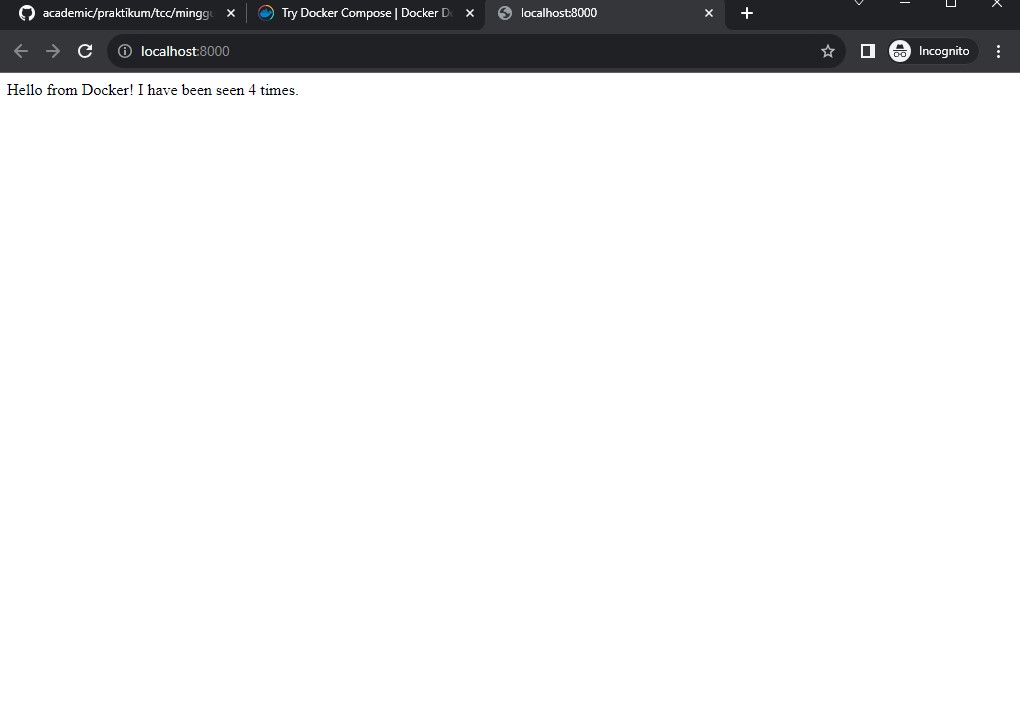 academic/praktikum/tcc/minggu
Try Docker Compose | Docker Do
localhost:8000
localhost:8000
Incognito
Hello from Docker! I have been seen 4 times.